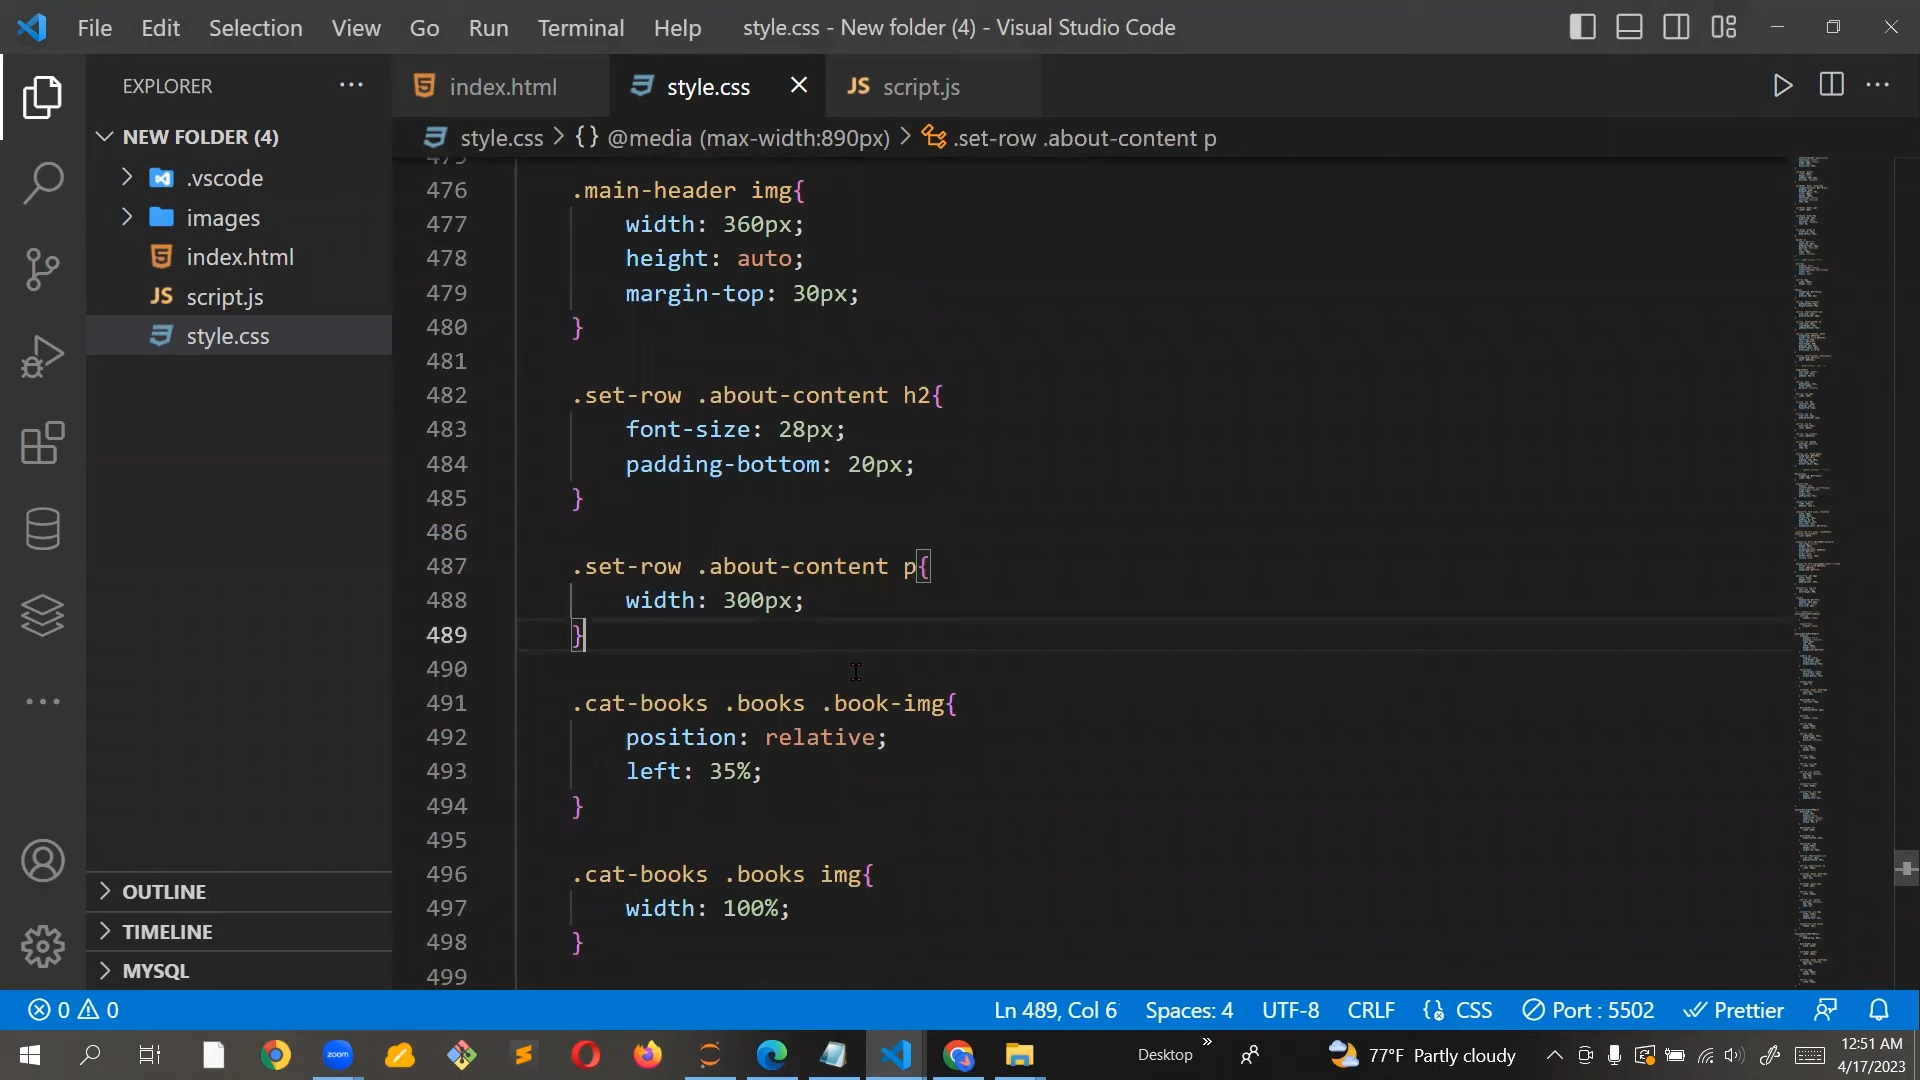 File Edit Selection View Go Run Terminal Help style.css - New folder (4) - Visual Studio Code
EXPLORER
index.html
style.css
JS script.js
NEW FOLDER (4)
style.css > {} @media (max-width:890px) > .set-row .about-content p
.vscode
images
index.html
JS script.js
style.css
476 .main-header img{
477 width: 360px;
478 height: auto;
479 margin-top: 30px;
480 }
481
482 .set-row .about-content h2{
483 font-size: 28px;
484 padding-bottom: 20px;
485 }
486
487 .set-row .about-content p{
488 width: 300px;
489 }
490
491 .cat-books .books .book-img{
492 position: relative;
493 left: 35%;
494 }
495
496 .cat-books .books img{
497 width: 100%;
498 }
499
OUTLINE
TIMELINE
MYSQL
0 0 Ln 489, Col 6 Spaces: 4 UTF-8 CRLF {} CSS Port : 5502 Prettier
zoom
Desktop
77°F Partly cloudy
12:51 AM
4/17/2023